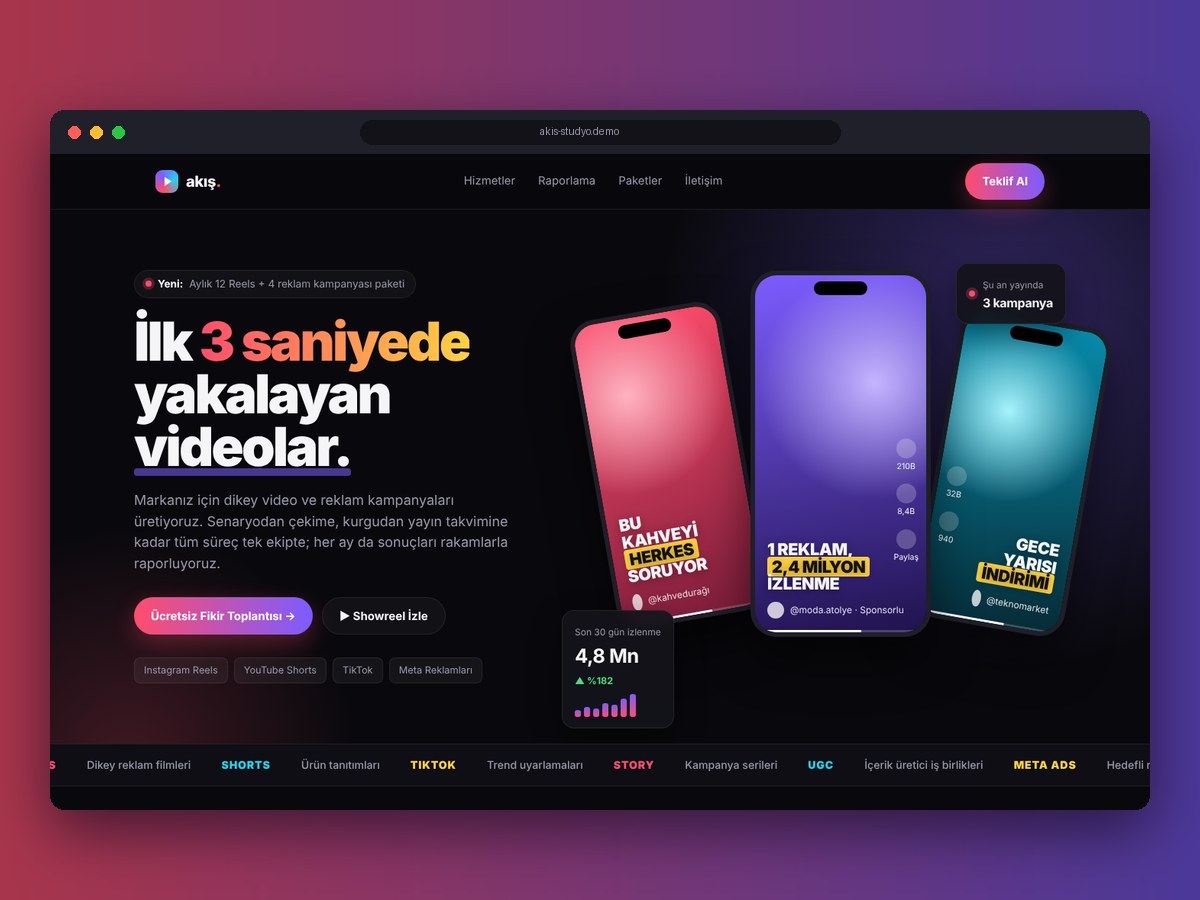 akis-studyo.demo
akış.
Hizmetler
Raporlama
Paketler
İletişim
Teklif Al
Yeni: Aylık 12 Reels + 4 reklam kampanyası paketi
İlk 3 saniyede
yakalayan
videolar.
Markanız için dikey video ve reklam kampanyaları
üretiyoruz. Senaryodan çekime, kurgudan yayın takvimine
kadar tüm süreç tek ekipte; her ay da sonuçları rakamlarla
raporluyoruz.
Ücretsiz Fikir Toplantısı →
▶ Showreel İzle
Instagram Reels
YouTube Shorts
TikTok
Meta Reklamları
BU
KAHVEYİ
HERKES
SORUYOR
@kahvedurağı
Son 30 gün izlenme
4,8 Mn
▲ %182
210B
8,4B
Paylaş
1 REKLAM,
2,4 MİLYON
İZLENME
@moda.atolye · Sponsorlu
Şu an yayında
3 kampanya
32B
940
GECE
YARISI
İNDİRİMİ
@teknomarket
S
Dikey reklam filmleri
SHORTS
Ürün tanıtımları
TIKTOK
Trend uyarlamaları
STORY
Kampanya serileri
UGC
İçerik üretici iş birlikleri
META ADS
Hedefli